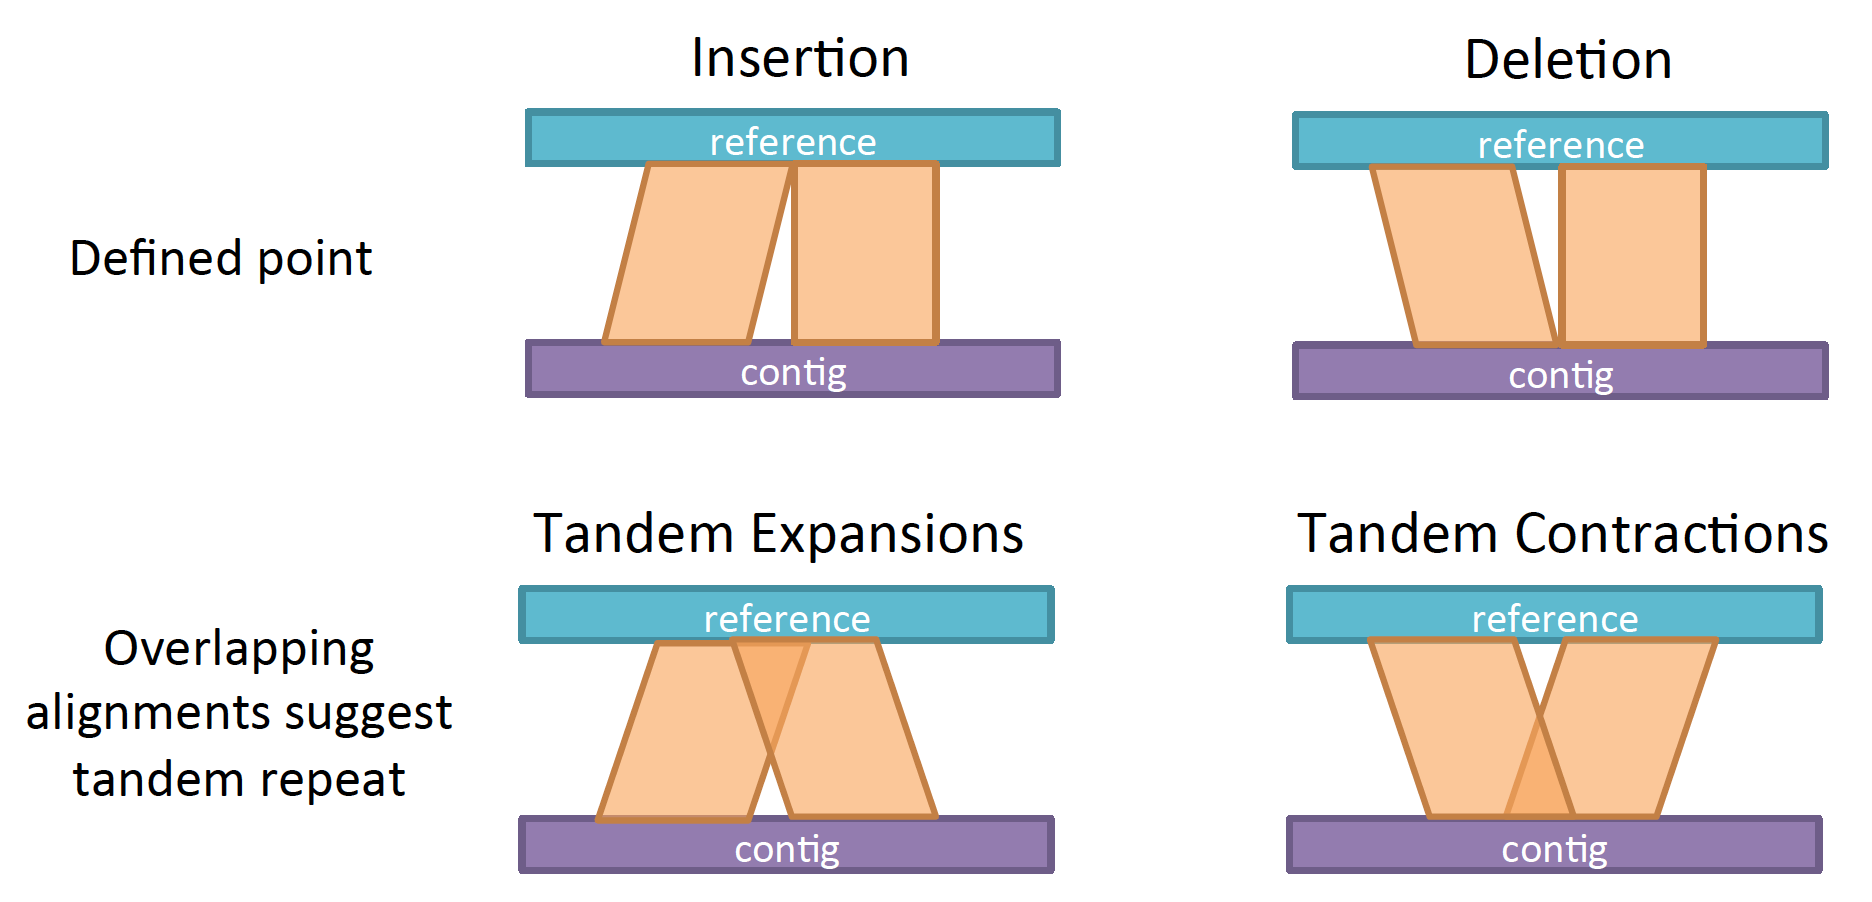 Insertion
Deletion
reference
reference
Defined point
contig
contig
Tandem Expansions
Tandem Contractions
reference
reference
Overlapping
alignments suggest
tandem repeat
contig
contig